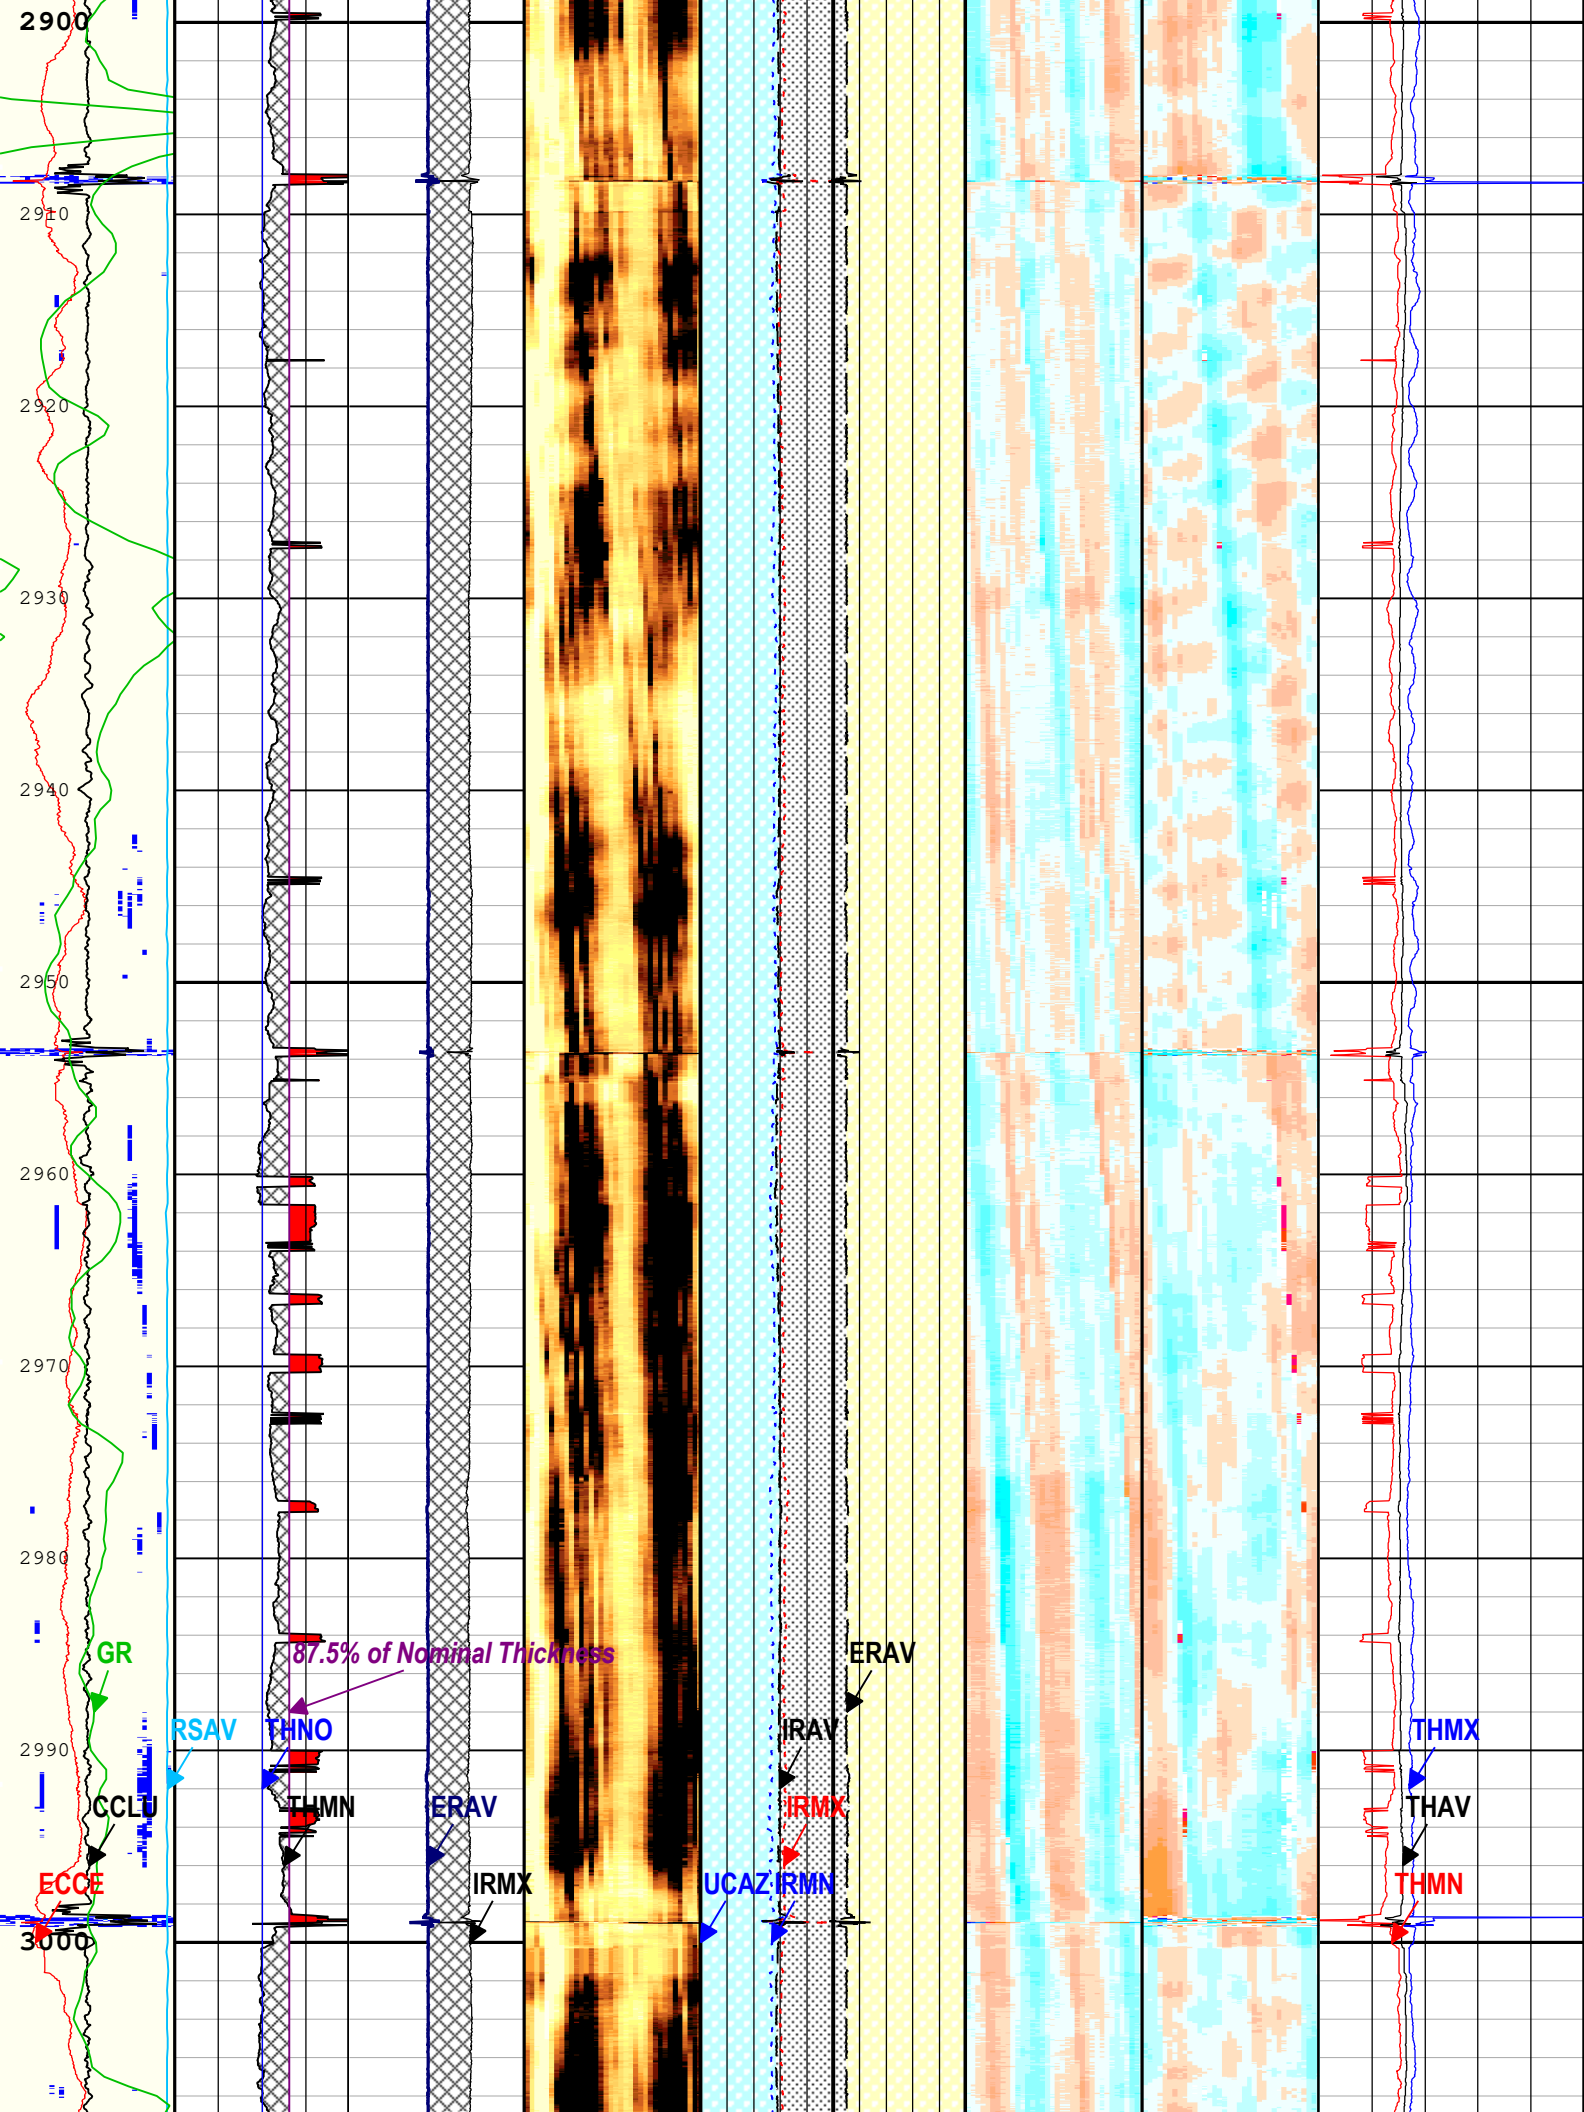 2900
2910
2920
2930
2940
2950
2960
2970
2980
GR
87.5% of Nominal Thickness
ERAV
2990
RSAV
THNO
IRAV
THMX
CCLU
THMN
ERAV
IRMX
THAV
ECCE
IRMX
UCAZ
IRMN
THMN
3000